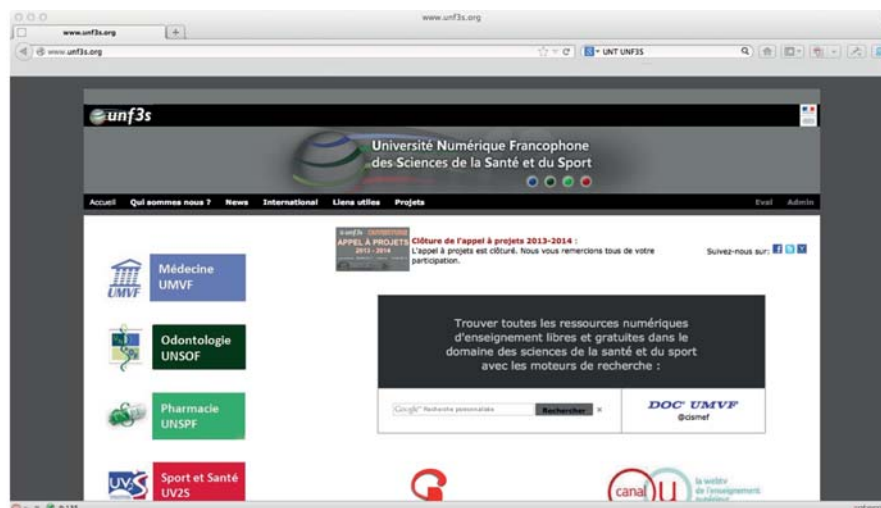 www.unf3s.org
www.unf3s.org
www.unf3s.org
UNT UNF3S
unf3s
Université Numérique Francophone
des Sciences de la Santé et du Sport
Accueil Qui sommes nous ? News International Liens utiles Projets Eval Admin
APPEL À PROJETS
2013 - 2014
Clôture de l'appel à projets 2013-2014 :
L'appel à projets est clôturé. Nous vous remercions tous de votre
participation.
Suivez-nous sur:
UMVF
Médecine
UMVF
Odontologie
UNSOF
Pharmacie
UNSPF
UV2S
Sport et Santé
UV2S
Trouver toutes les ressources numériques
d'enseignement libres et gratuites dans le
domaine des sciences de la santé et du sport
avec les moteurs de recherche :
Google Recherche personnalisée Rechercher ×
DOC' UMVF
@cismef
canal U
la webtv
de l'enseignement
supérieur